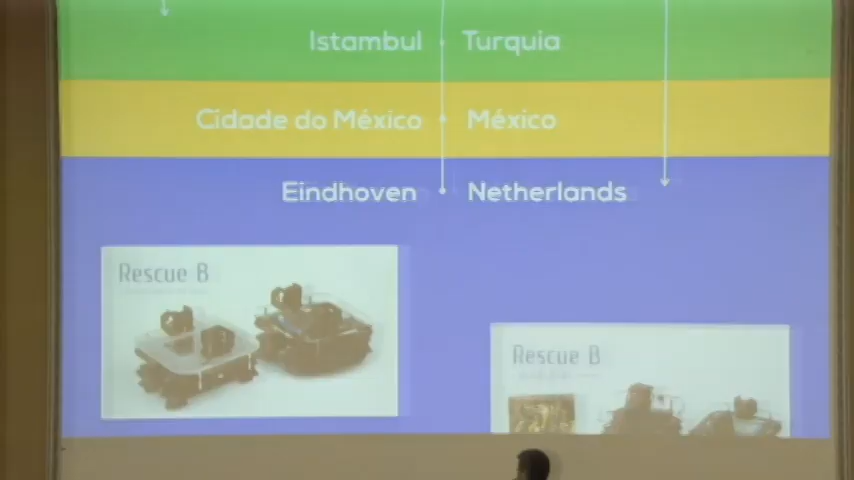 Istambul Turquia
Cidade do México México
Eindhoven Netherlands
Rescue B
Rescue B